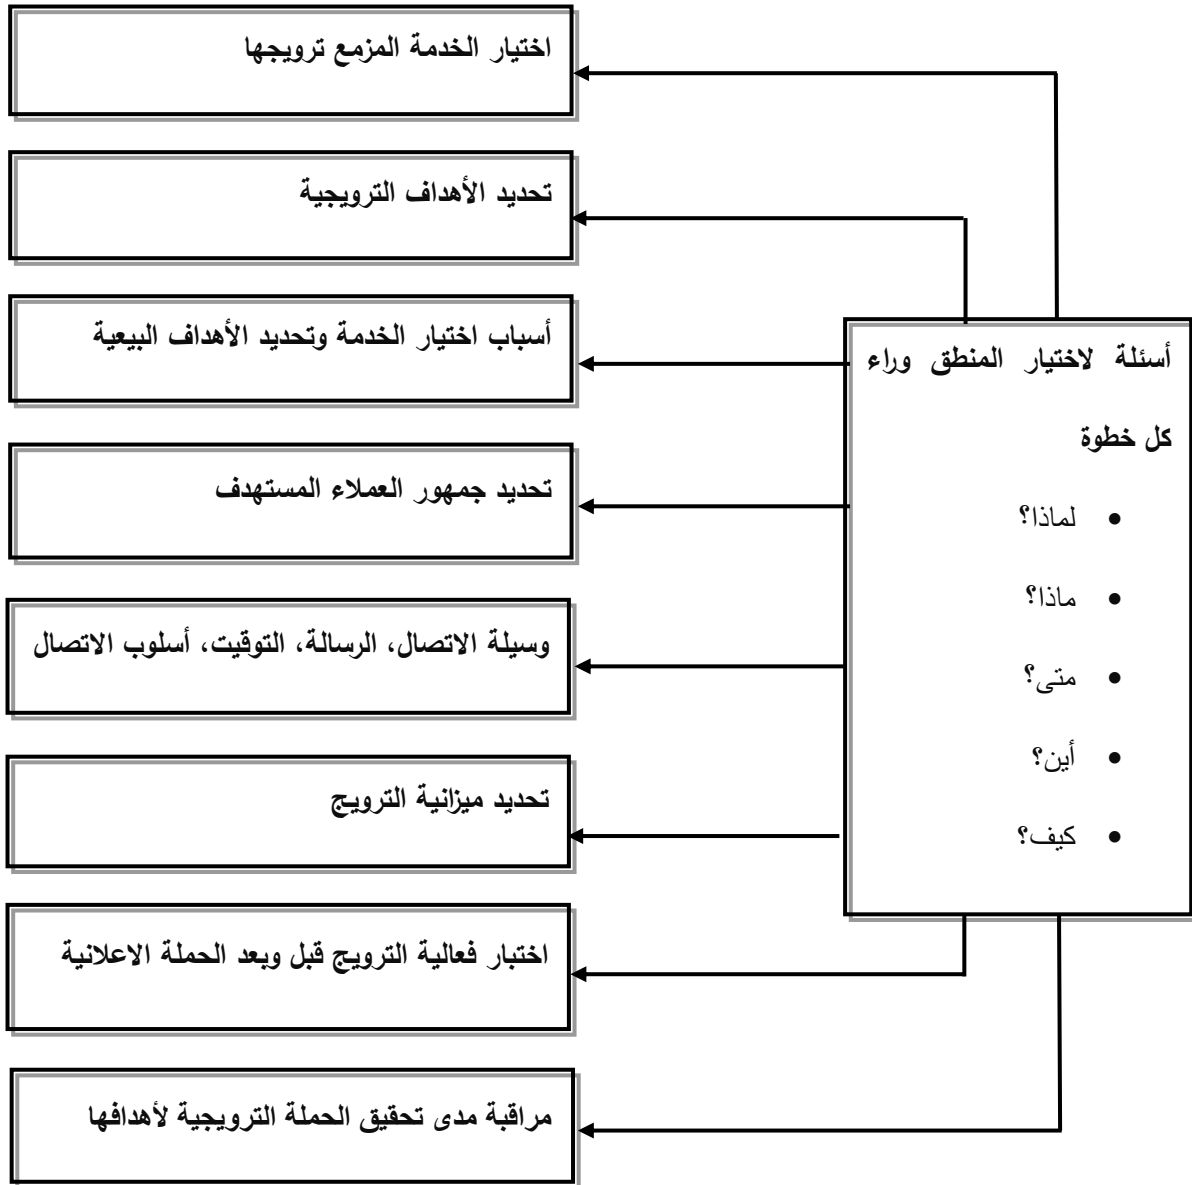 اختيار الخدمة المزمع ترويجها
تحديد الأهداف الترويجية
أسباب اختيار الخدمة وتحديد الأهداف البيعية
تحديد جمهور العملاء المستهدف
وسيلة الاتصال، الرسالة، التوقيت، أسلوب الاتصال
تحديد ميزانية الترويج
اختبار فعالية الترويج قبل وبعد الحملة الاعلانية
مراقبة مدى تحقيق الحملة الترويجية لأهدافها
أسئلة لاختيار المنطق وراء
كل خطوة
• لماذا؟
• ماذا؟
• متى؟
• أين؟
• كيف؟